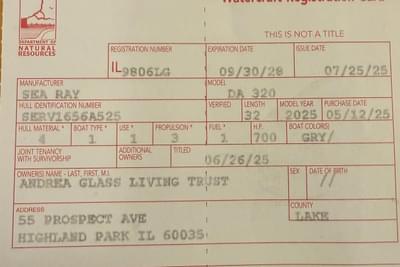 Watercraft Registration Card
THIS IS NOT A TITLE
DEPARTMENT OF
NATURAL
RESOURCES
REGISTRATION NUMBER EXPIRATION DATE ISSUE DATE
IL 9806LG 09/30/28 07/25/25
MANUFACTURER MODEL
SEA RAY DA 320
HULL IDENTIFICATION NUMBER VERIFIED LENGTH MODEL YEAR PURCHASE DATE
SERV1656A525 32 2025 05/12/25
HULL MATERIAL * BOAT TYPE * USE * PROPULSION * FUEL * H.P. BOAT COLOR(S)
4 1 1 3 1 700 GRY/
JOINT TENANCY WITH SURVIVORSHIP ADDITIONAL OWNERS TITLED
06/26/25
OWNER(S) NAME - LAST, FIRST, M.I. SEX DATE OF BIRTH
ANDREA GLASS LIVING TRUST //
ADDRESS COUNTY
55 PROSPECT AVE LAKE
HIGHLAND PARK IL 60035